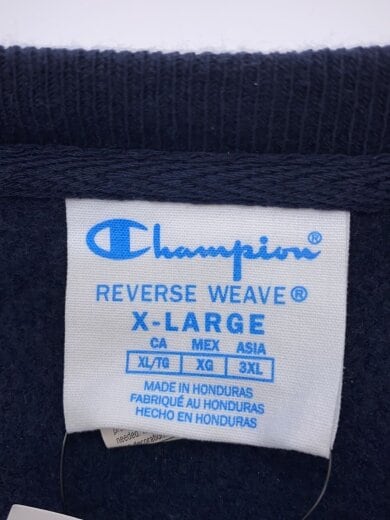 Champion®
REVERSE WEAVE®
X-LARGE
CA MEX ASIA
XL/TG XG 3XL
MADE IN HONDURAS
FABRIQUÉ AU HONDURAS
HECHO EN HONDURAS
needed